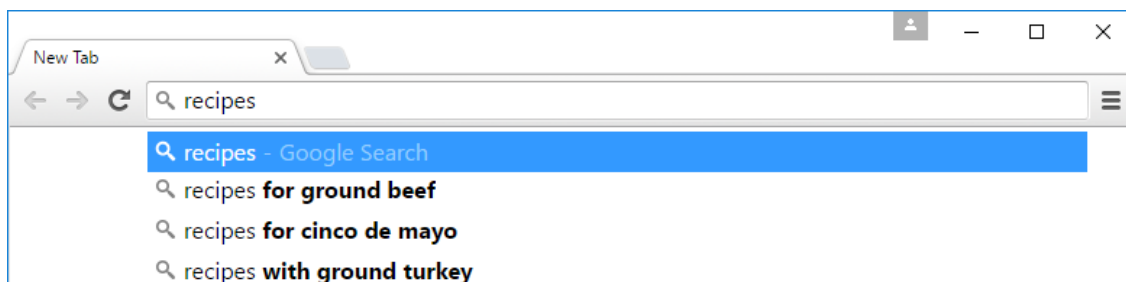 New Tab
recipes
recipes - Google Search
recipes for ground beef
recipes for cinco de mayo
recipes with ground turkey